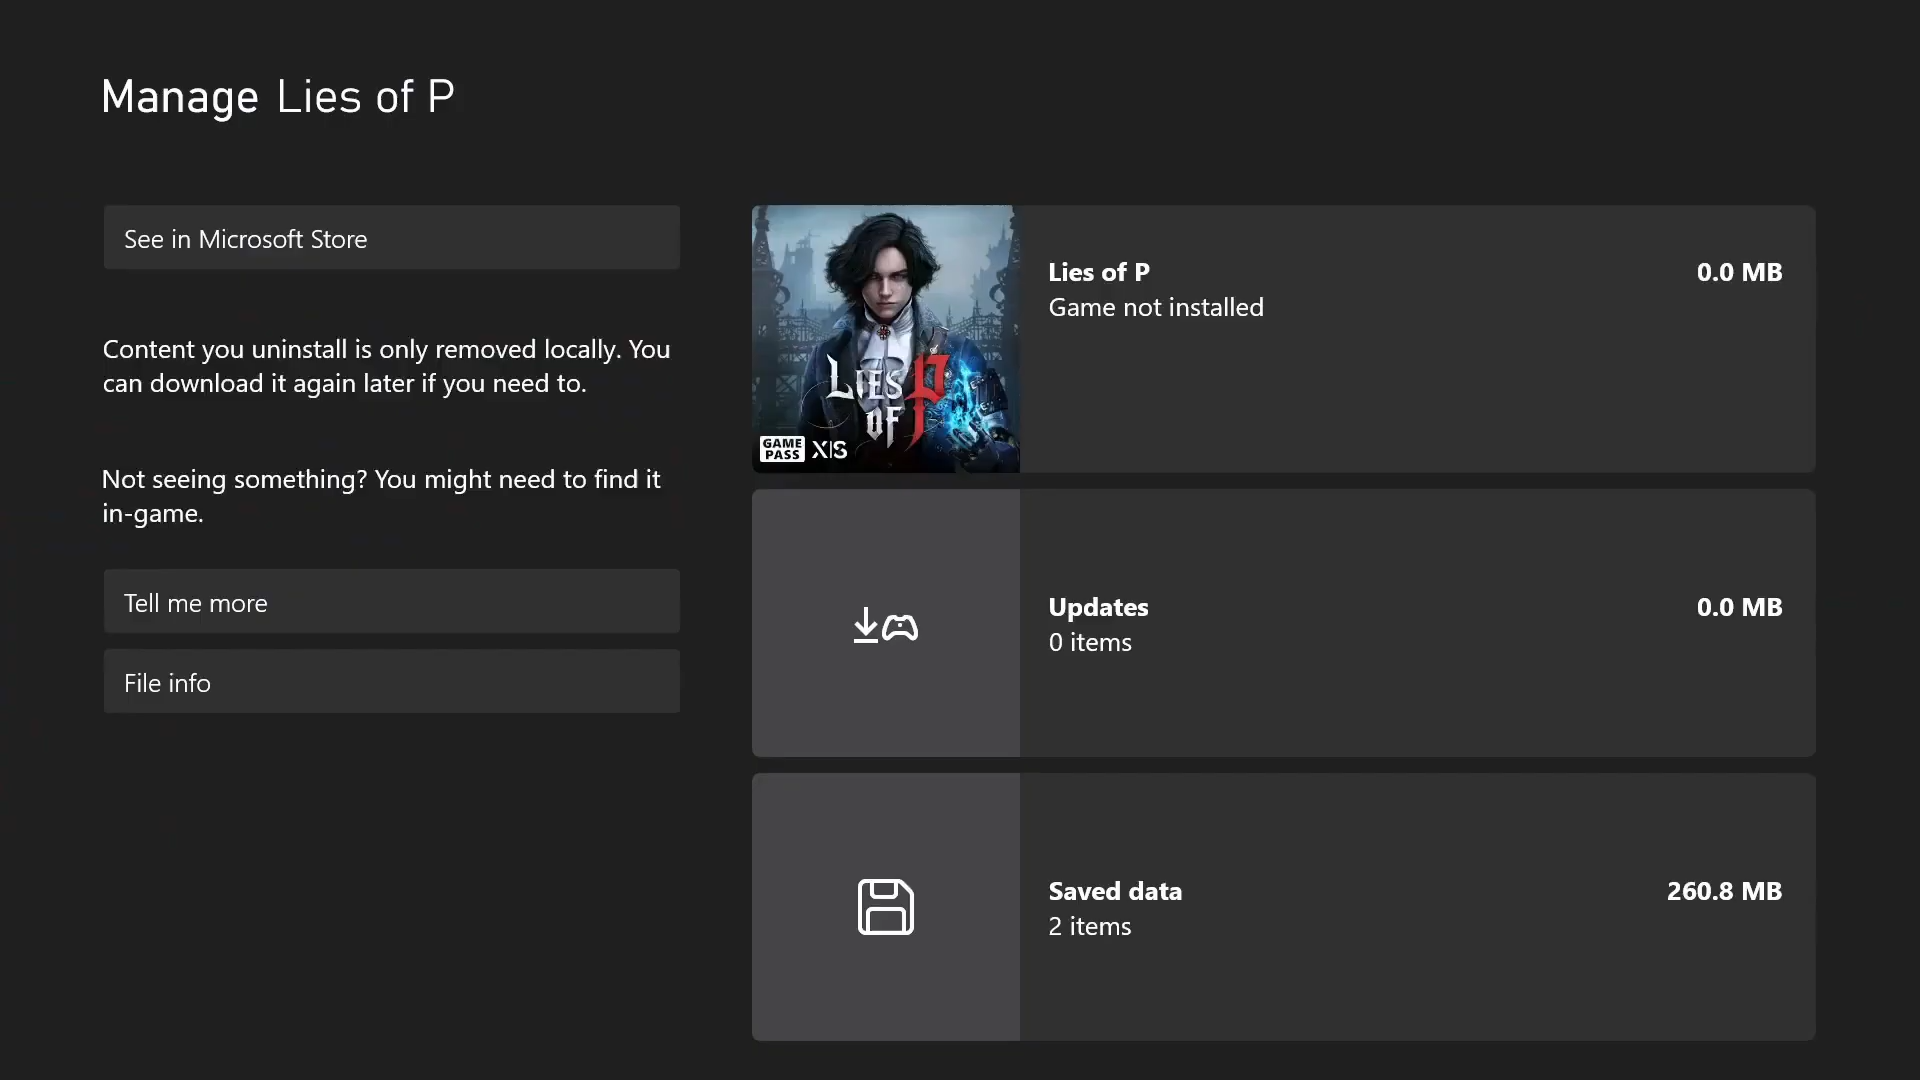 Manage Lies of P
See in Microsoft Store
Content you uninstall is only removed locally. You
can download it again later if you need to.
Not seeing something? You might need to find it
in-game.
Tell me more
File info
LIES
OF P
GAME
PASS X|S
Lies of P 0.0 MB
Game not installed
Updates 0.0 MB
0 items
Saved data 260.8 MB
2 items